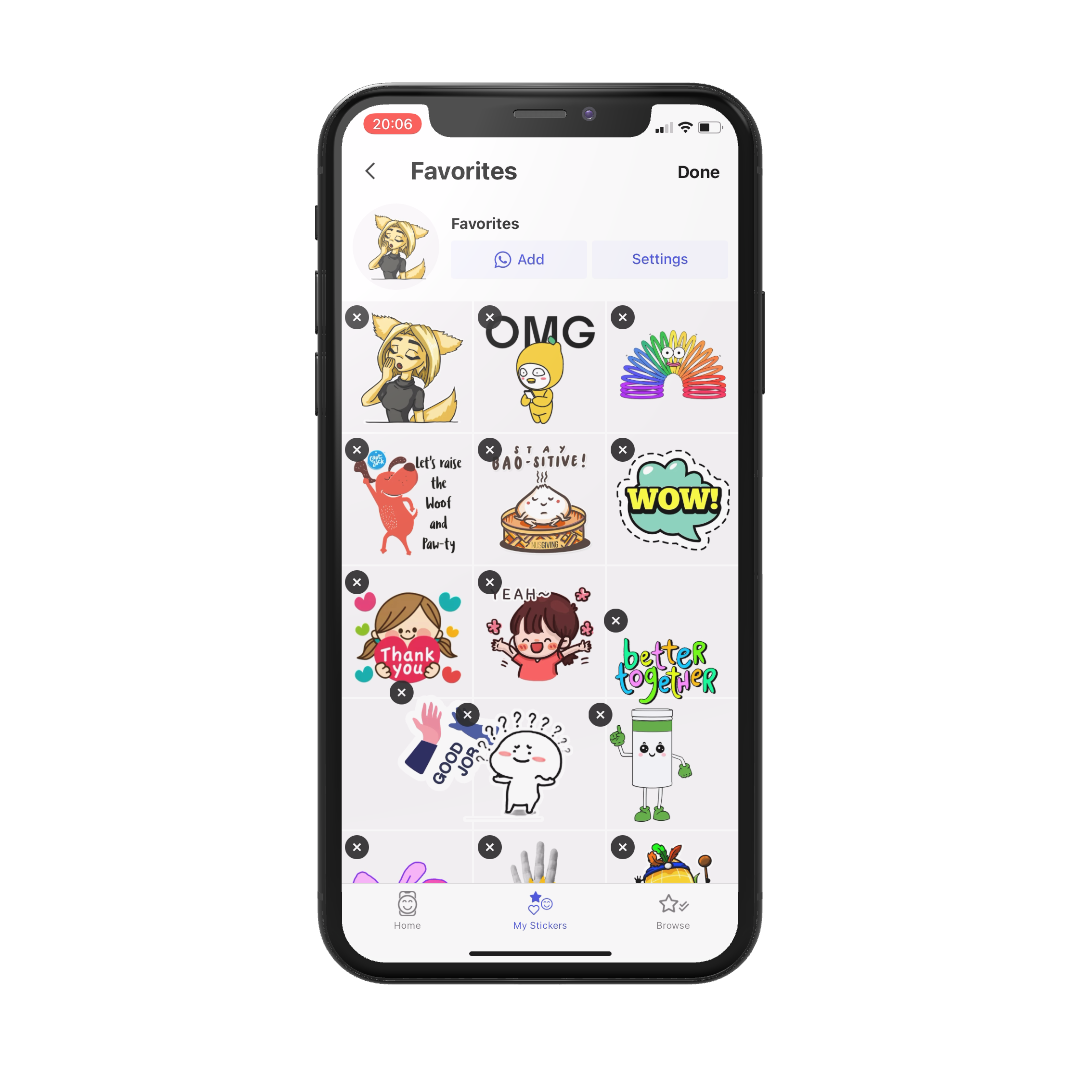 20:06
Favorites
Done
Favorites
Add
Settings
OMG
Let's raise
the
Woof
and
Paw-ty
STAY
BAO-SITIVE!
GIVING
WOW!
Thank
you
YEAH~
better
together
GOOD
JOB
? ? ? ? ? ? ? ? ?
Home
My Stickers
Browse